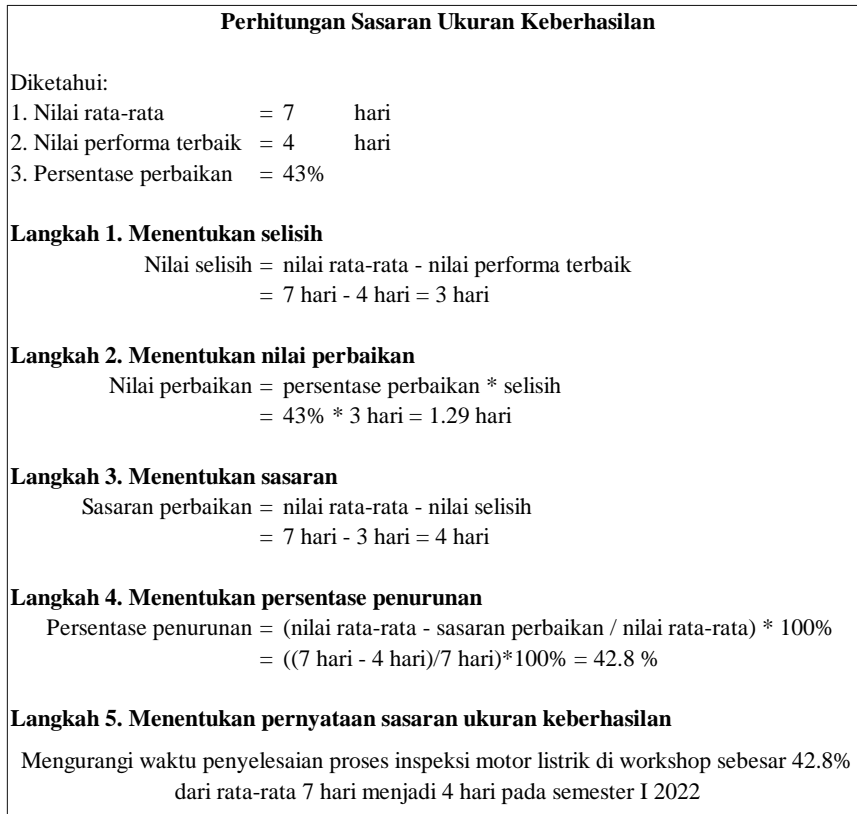 Perhitungan Sasaran Ukuran Keberhasilan
Diketahui:
1. Nilai rata-rata = 7 hari
2. Nilai performa terbaik = 4 hari
3. Persentase perbaikan = 43%
Langkah 1. Menentukan selisih
Nilai selisih = nilai rata-rata - nilai performa terbaik
= 7 hari - 4 hari = 3 hari
Langkah 2. Menentukan nilai perbaikan
Nilai perbaikan = persentase perbaikan * selisih
= 43% * 3 hari = 1.29 hari
Langkah 3. Menentukan sasaran
Sasaran perbaikan = nilai rata-rata - nilai selisih
= 7 hari - 3 hari = 4 hari
Langkah 4. Menentukan persentase penurunan
Persentase penurunan = (nilai rata-rata - sasaran perbaikan / nilai rata-rata) * 100%
= ((7 hari - 4 hari)/7 hari)*100% = 42.8 %
Langkah 5. Menentukan pernyataan sasaran ukuran keberhasilan
Mengurangi waktu penyelesaian proses inspeksi motor listrik di workshop sebesar 42.8%
dari rata-rata 7 hari menjadi 4 hari pada semester I 2022